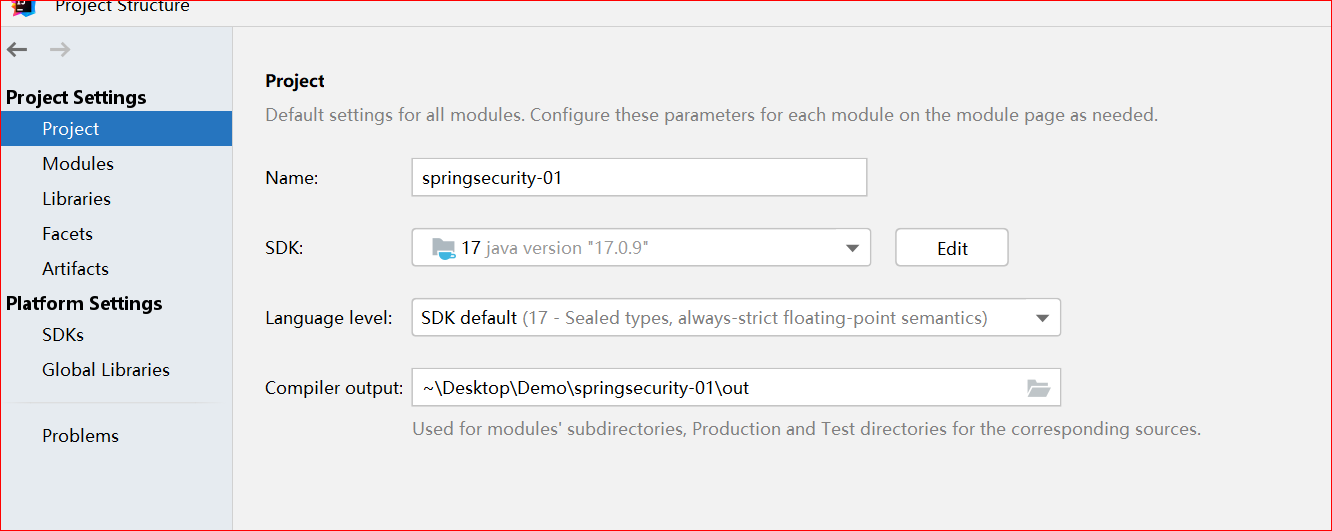 Project Structure
Project Settings
Project
Modules
Libraries
Facets
Artifacts
Platform Settings
SDKs
Global Libraries
Problems
Project
Default settings for all modules. Configure these parameters for each module on the module page as needed.
Name: springsecurity-01
SDK: 17 java version "17.0.9" Edit
Language level: SDK default (17 - Sealed types, always-strict floating-point semantics)
Compiler output: ~\Desktop\Demo\springsecurity-01\out
Used for modules' subdirectories, Production and Test directories for the corresponding sources.